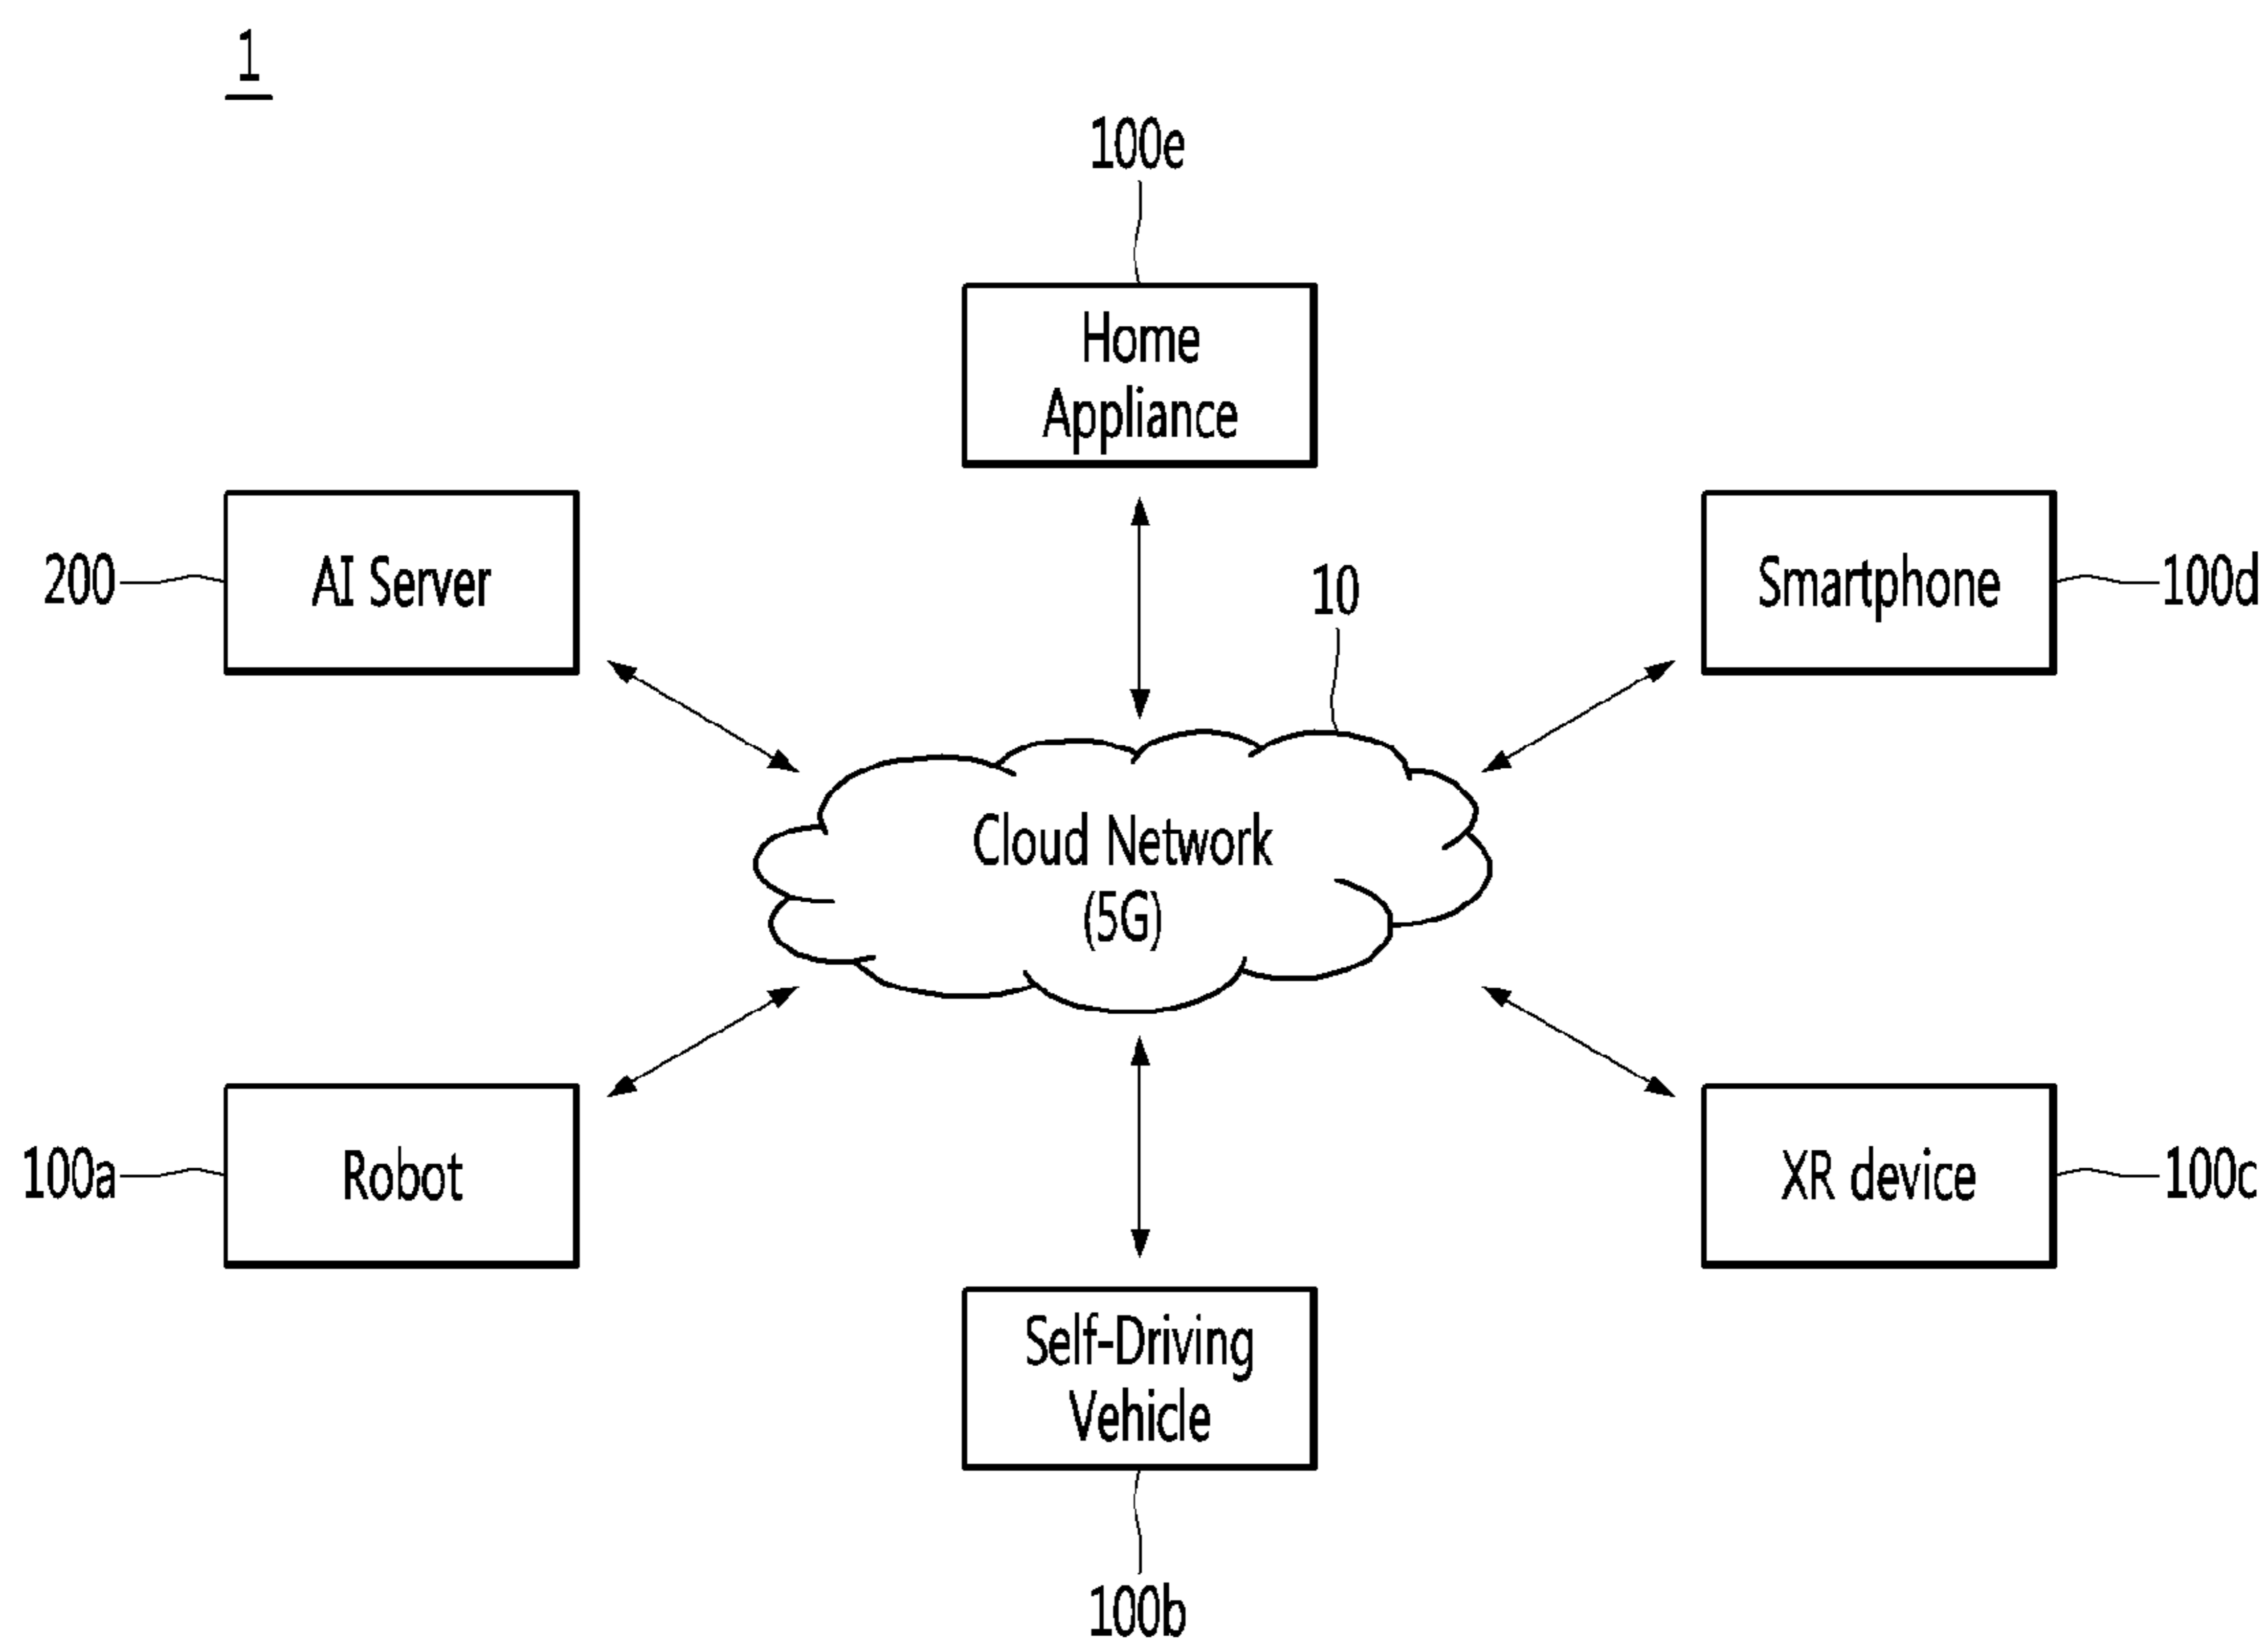 1
100e
Home
Appliance
200
AI Server
Smartphone
100d
10
Cloud Network
(5G)
100a
Robot
XR device
100c
Self-Driving
Vehicle
100b